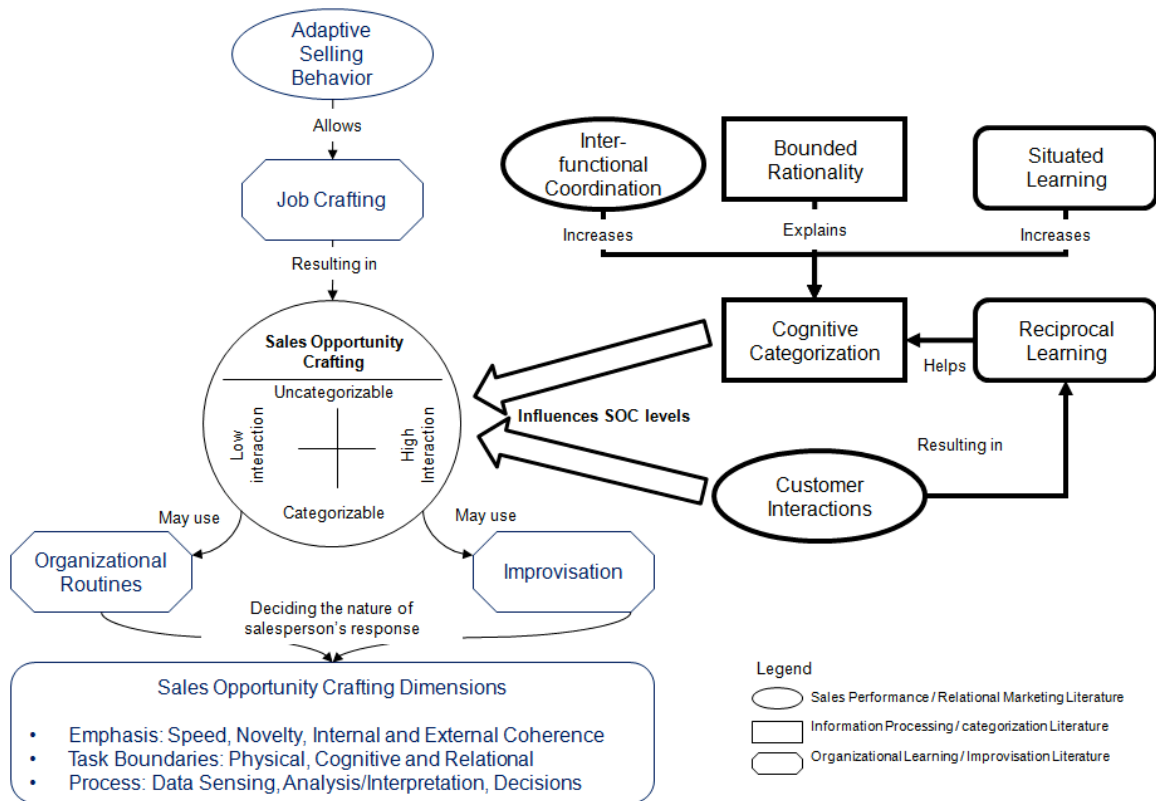 Adaptive
Selling
Behavior
Allows
Job Crafting
Resulting in
Sales Opportunity
Crafting
Uncategorizable
Low
interaction
High
Interaction
Categorizable
May use
May use
Organizational
Routines
Improvisation
Deciding the nature of
salesperson's response
Sales Opportunity Crafting Dimensions
• Emphasis: Speed, Novelty, Internal and External Coherence
• Task Boundaries: Physical, Cognitive and Relational
• Process: Data Sensing, Analysis/Interpretation, Decisions
Inter-
functional
Coordination
Bounded
Rationality
Situated
Learning
Increases
Explains
Increases
Cognitive
Categorization
Helps
Reciprocal
Learning
Influences SOC levels
Resulting in
Customer
Interactions
Legend
Sales Performance / Relational Marketing Literature
Information Processing / categorization Literature
Organizational Learning / Improvisation Literature